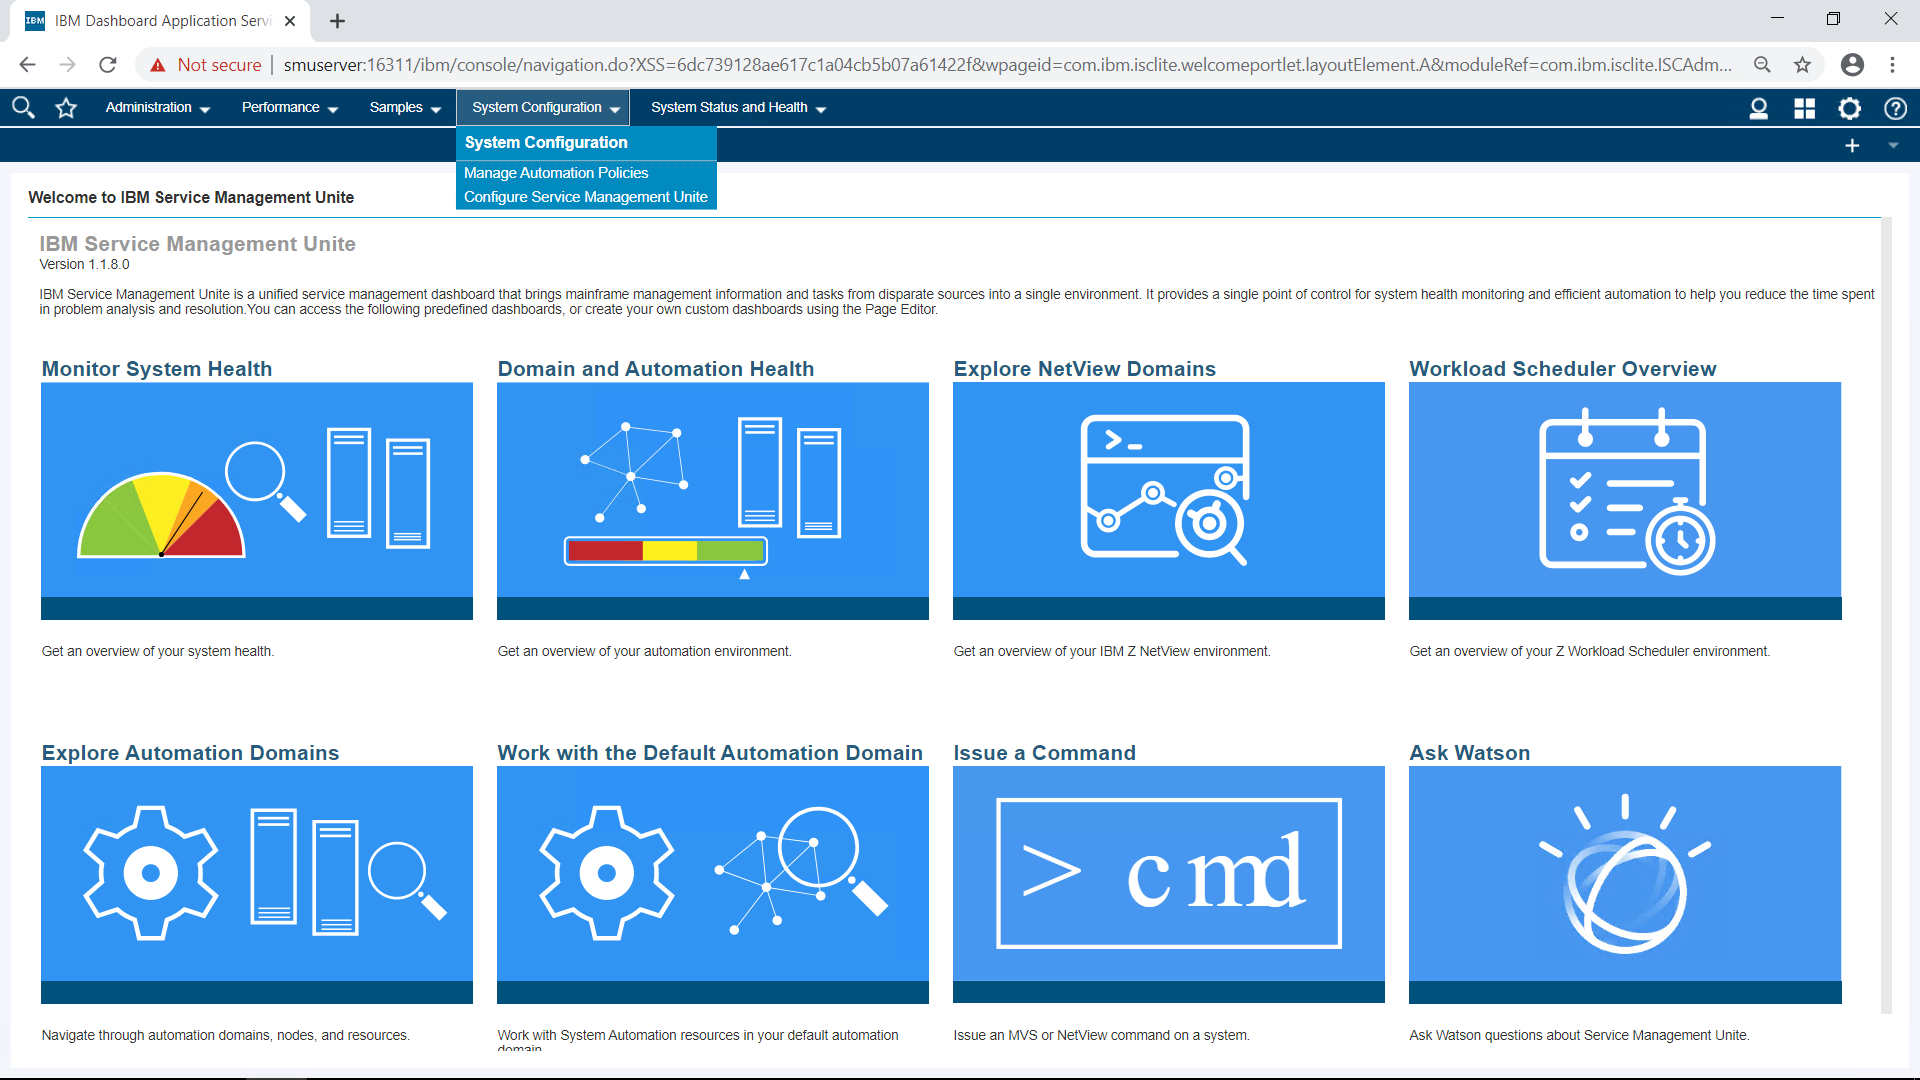 IBM Dashboard Application Servi
Not secure | smuserver:16311/ibm/console/navigation.do?XSS=6dc739128ae617c1a04cb5b07a61422f&wpageid=com.ibm.isclite.welcomeportlet.layoutElement.A&moduleRef=com.ibm.isclite.ISCAdm...
Administration Performance Samples System Configuration System Status and Health
System Configuration
Manage Automation Policies
Configure Service Management Unite
Welcome to IBM Service Management Unite
IBM Service Management Unite
Version 1.1.8.0
IBM Service Management Unite is a unified service management dashboard that brings mainframe management information and tasks from disparate sources into a single environment. It provides a single point of control for system health monitoring and efficient automation to help you reduce the time spent
in problem analysis and resolution.You can access the following predefined dashboards, or create your own custom dashboards using the Page Editor.
Monitor System Health Domain and Automation Health Explore NetView Domains Workload Scheduler Overview
Get an overview of your system health. Get an overview of your automation environment. Get an overview of your IBM Z NetView environment. Get an overview of your Z Workload Scheduler environment.
Explore Automation Domains Work with the Default Automation Domain Issue a Command Ask Watson
> cmd
Navigate through automation domains, nodes, and resources. Work with System Automation resources in your default automation Issue an MVS or NetView command on a system. Ask Watson questions about Service Management Unite.
domain.